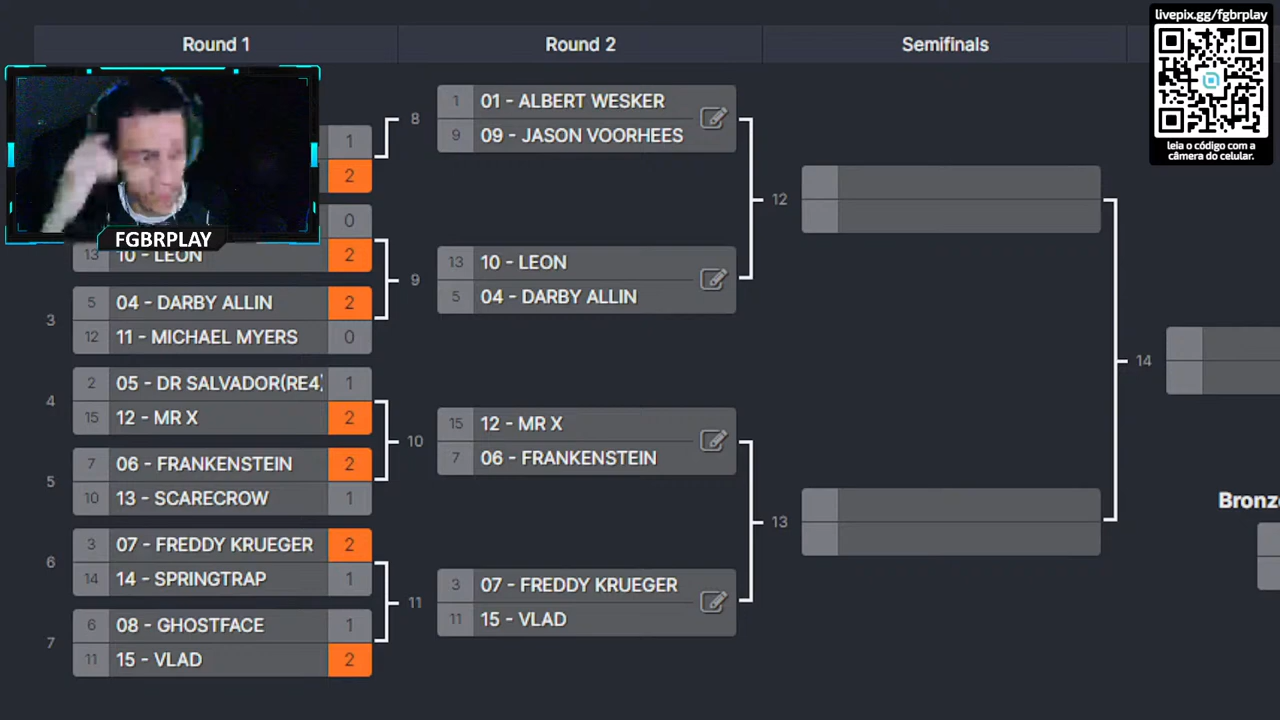 livepix.gg/fgbrplay
leia o código com a
câmera do celular.
Round 1
Round 2
Semifinals
FGBRPLAY
1
2
0
13 10 - LEON 2
3
5 04 - DARBY ALLIN 2
12 11 - MICHAEL MYERS 0
4
2 05 - DR SALVADOR(RE4) 1
15 12 - MR X 2
5
7 06 - FRANKENSTEIN 2
10 13 - SCARECROW 1
6
3 07 - FREDDY KRUEGER 2
14 14 - SPRINGTRAP 1
7
6 08 - GHOSTFACE 1
11 15 - VLAD 2
8
1 01 - ALBERT WESKER
9 09 - JASON VOORHEES
9
13 10 - LEON
5 04 - DARBY ALLIN
10
15 12 - MR X
7 06 - FRANKENSTEIN
11
3 07 - FREDDY KRUEGER
11 15 - VLAD
12
13
14
Bronze